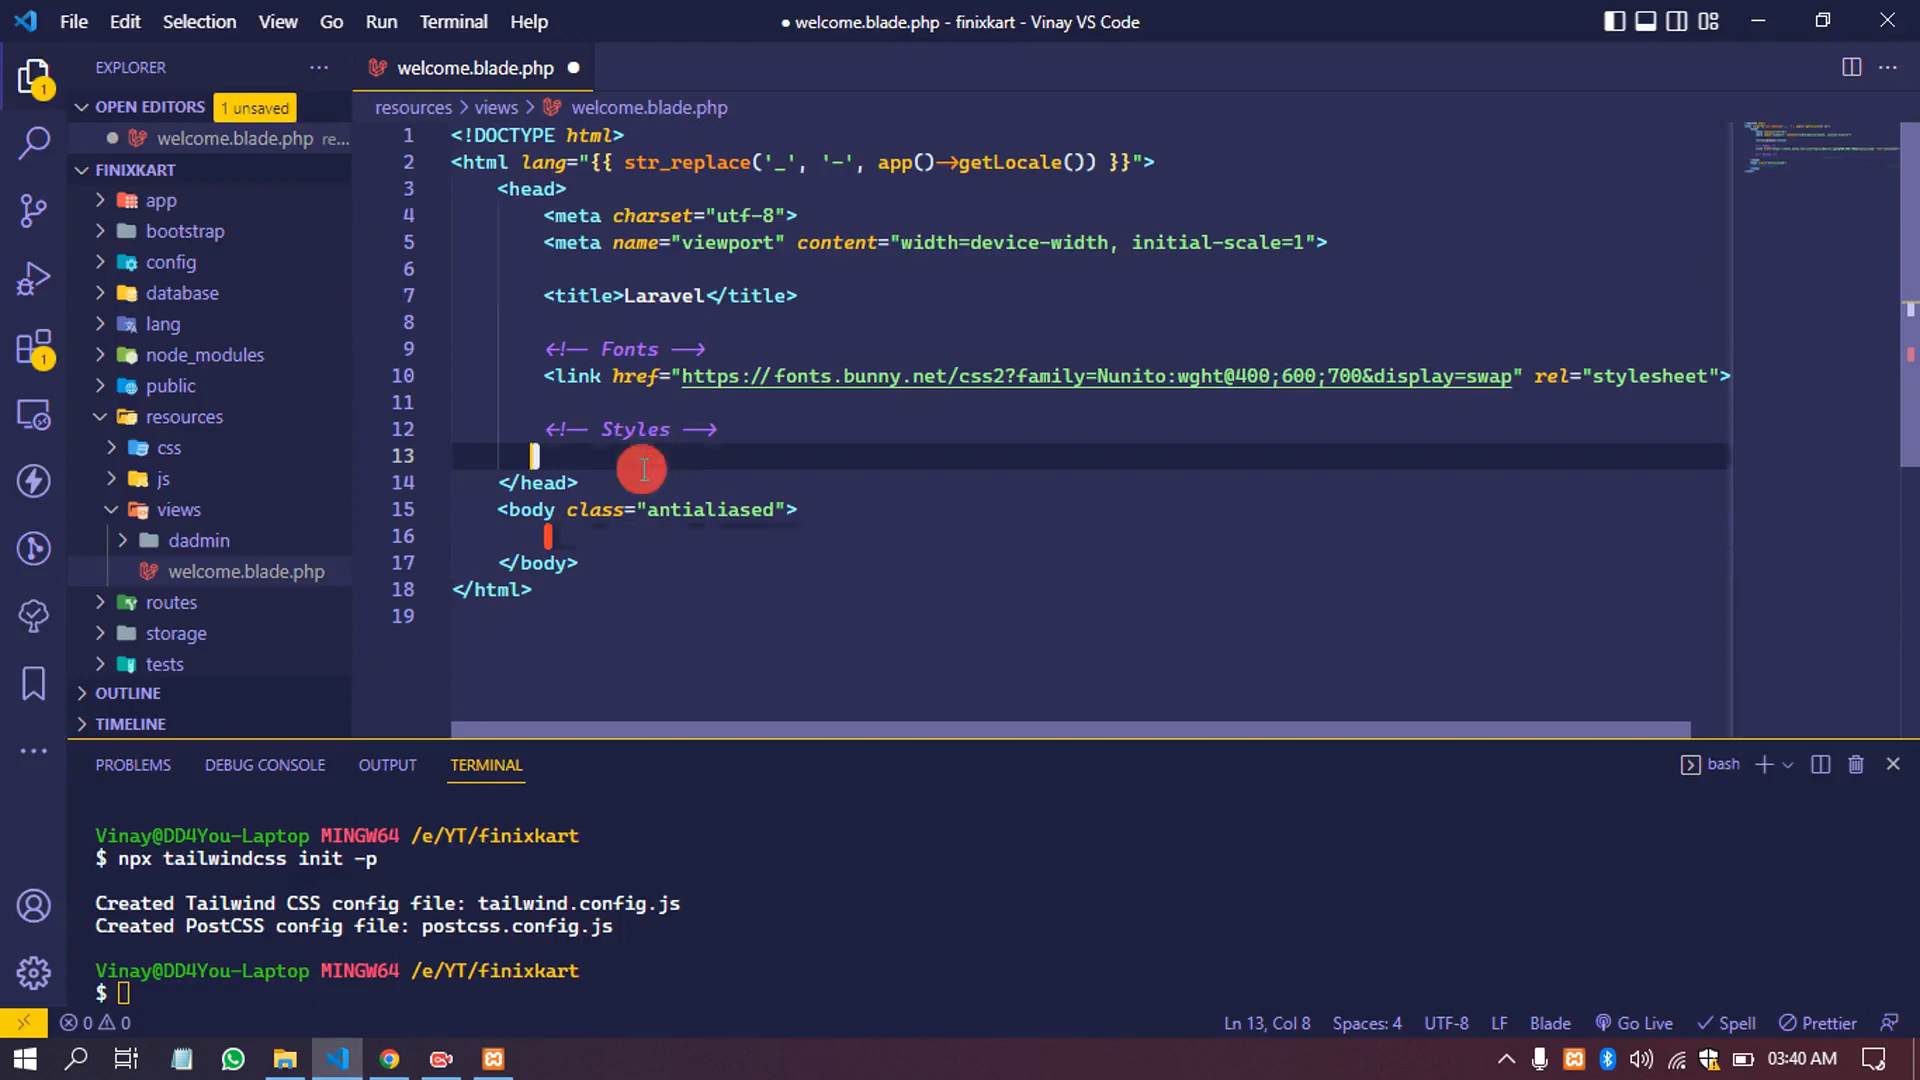 File Edit Selection View Go Run Terminal Help
● welcome.blade.php - finixkart - Vinay VS Code
EXPLORER
1
OPEN EDITORS 1 unsaved
welcome.blade.php re...
FINIXKART
app
bootstrap
config
database
lang
node_modules
public
resources
css
js
views
dadmin
welcome.blade.php
routes
storage
tests
OUTLINE
TIMELINE
1
welcome.blade.php
resources > views > welcome.blade.php
1 <!DOCTYPE html>
2 <html lang="{{ str_replace('_', '-', app()->getLocale()) }}">
3 <head>
4 <meta charset="utf-8">
5 <meta name="viewport" content="width=device-width, initial-scale=1">
6
7 <title>Laravel</title>
8
9 <!-- Fonts -->
10 <link href="https://fonts.bunny.net/css2?family=Nunito:wght@400;600;700&display=swap" rel="stylesheet">
11
12 <!-- Styles -->
13
14 </head>
15 <body class="antialiased">
16
17 </body>
18 </html>
19
PROBLEMS DEBUG CONSOLE OUTPUT TERMINAL
bash
Vinay@DD4You-Laptop MINGW64 /e/YT/finixkart
$ npx tailwindcss init -p
Created Tailwind CSS config file: tailwind.config.js
Created PostCSS config file: postcss.config.js
Vinay@DD4You-Laptop MINGW64 /e/YT/finixkart
$
0 0
Ln 13, Col 8 Spaces: 4 UTF-8 LF Blade Go Live Spell Prettier
03:40 AM